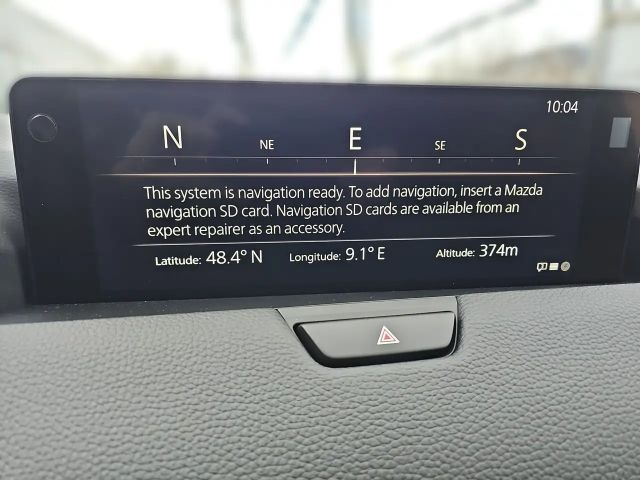 10:04
N NE E SE S
This system is navigation ready. To add navigation, insert a Mazda
navigation SD card. Navigation SD cards are available from an
expert repairer as an accessory.
Latitude: 48.4° N Longitude: 9.1° E Altitude: 374m